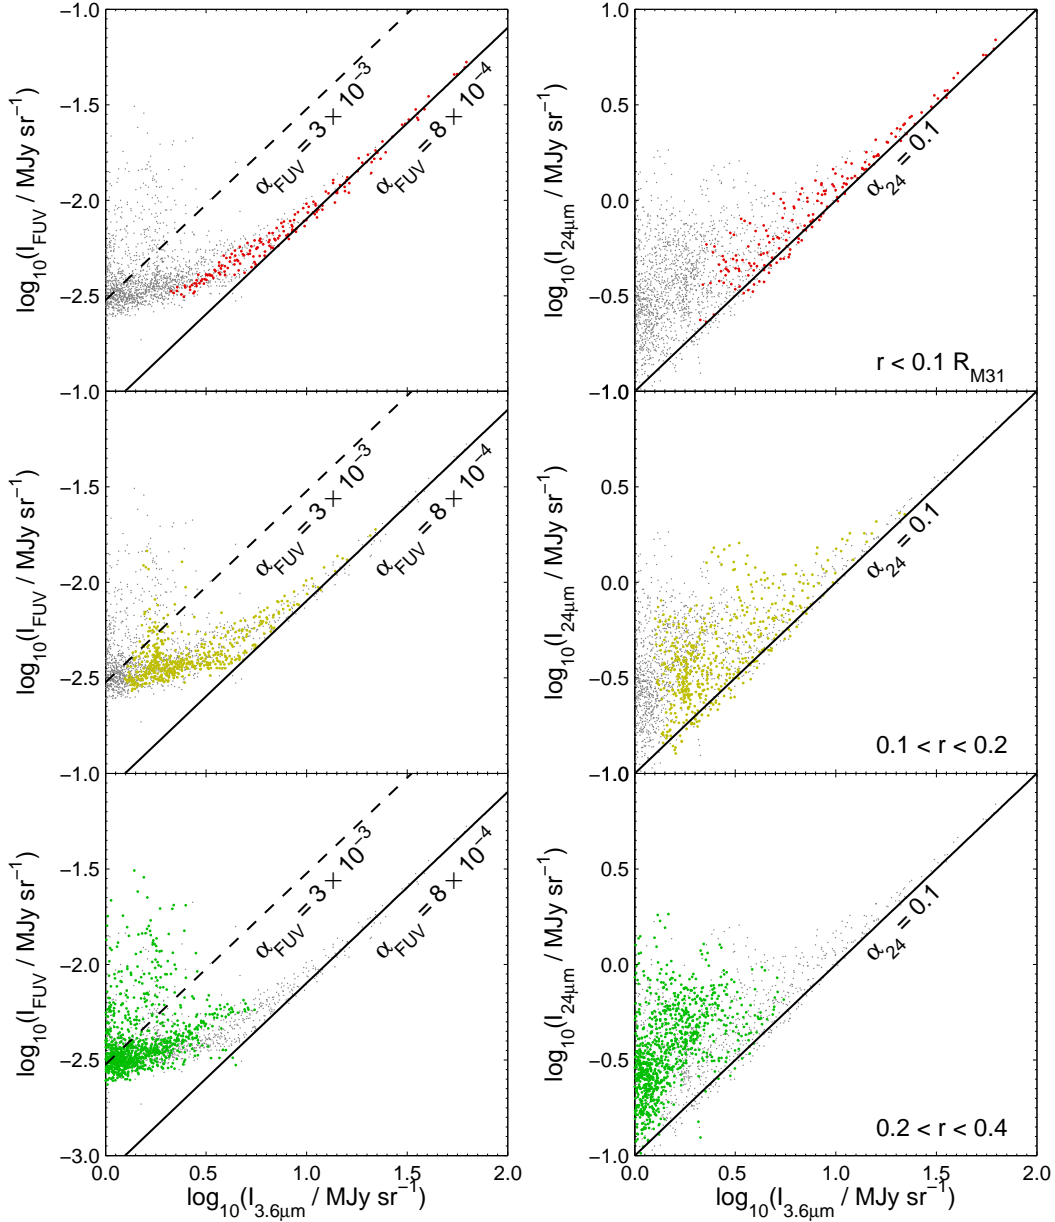 −1.0
−1.5
−2.0
−2.5
−1.0
log10(IFUV / MJy sr−1)
αFUV = 3 × 10−3
αFUV = 8 × 10−4
1.0
0.5
0.0
−0.5
−1.0
log10(I24μm / MJy sr−1)
α24 = 0.1
r < 0.1 RM31
−1.5
−2.0
−2.5
−1.0
log10(IFUV / MJy sr−1)
αFUV = 3 × 10−3
αFUV = 8 × 10−4
1.0
0.5
0.0
−0.5
−1.0
log10(I24μm / MJy sr−1)
α24 = 0.1
0.1 < r < 0.2
−1.5
−2.0
−2.5
−3.0
log10(IFUV / MJy sr−1)
αFUV = 3 × 10−3
αFUV = 8 × 10−4
0.0 0.5 1.0 1.5 2.0
log10(I3.6μm / MJy sr−1)
1.0
0.5
0.0
−0.5
−1.0
log10(I24μm / MJy sr−1)
α24 = 0.1
0.2 < r < 0.4
0.0 0.5 1.0 1.5 2.0
log10(I3.6μm / MJy sr−1)